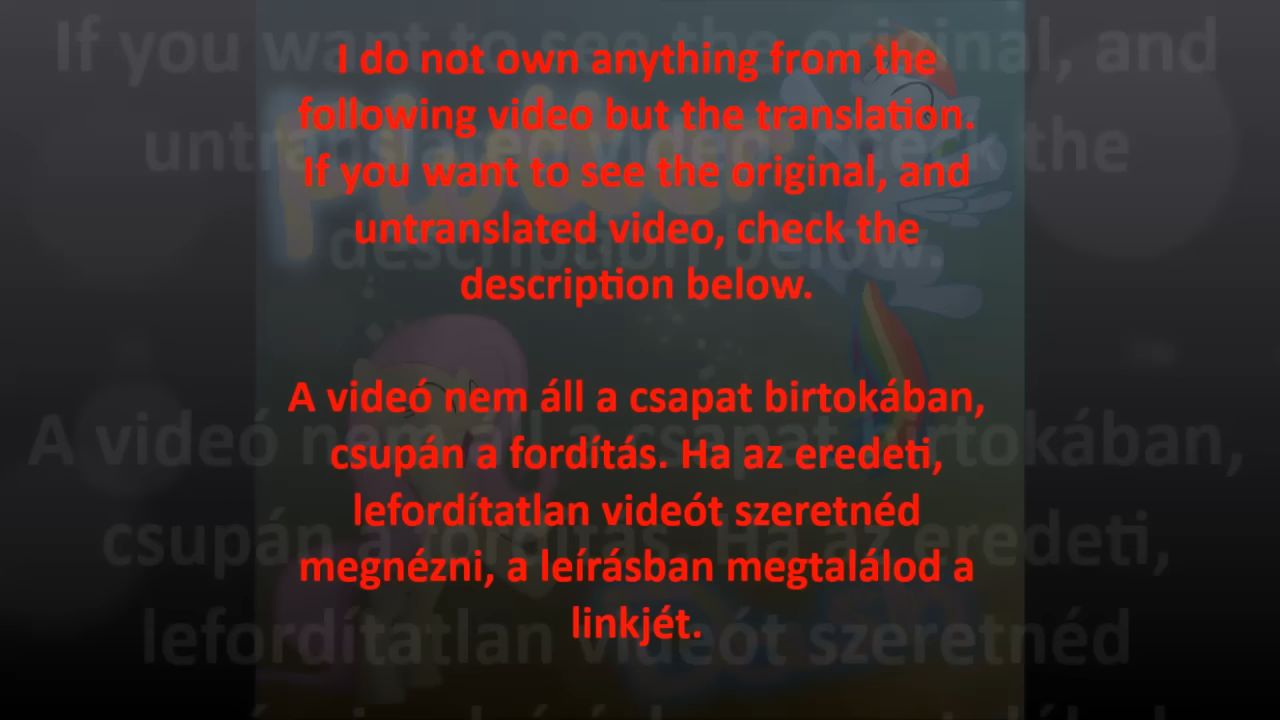 I do not own anything from the
following video but the translation.
If you want to see the original, and
untranslated video, check the
description below.
A videó nem áll a csapat birtokában,
csupán a fordítás. Ha az eredeti,
lefordítatlan videót szeretnéd
megnézni, a leírásban megtalálod a
linkjét.